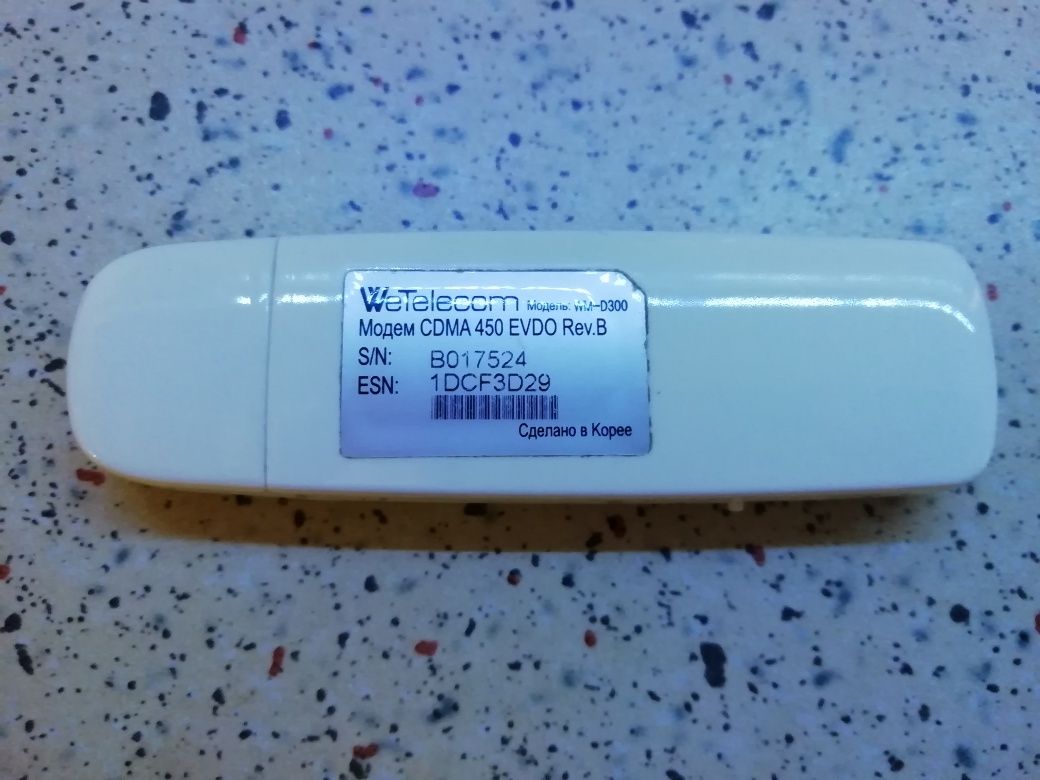 WeTelecom Модель: WM-D300
Модем CDMA 450 EVDO Rev.B
S/N: B017524
ESN: 1DCF3D29
Сделано в Корее